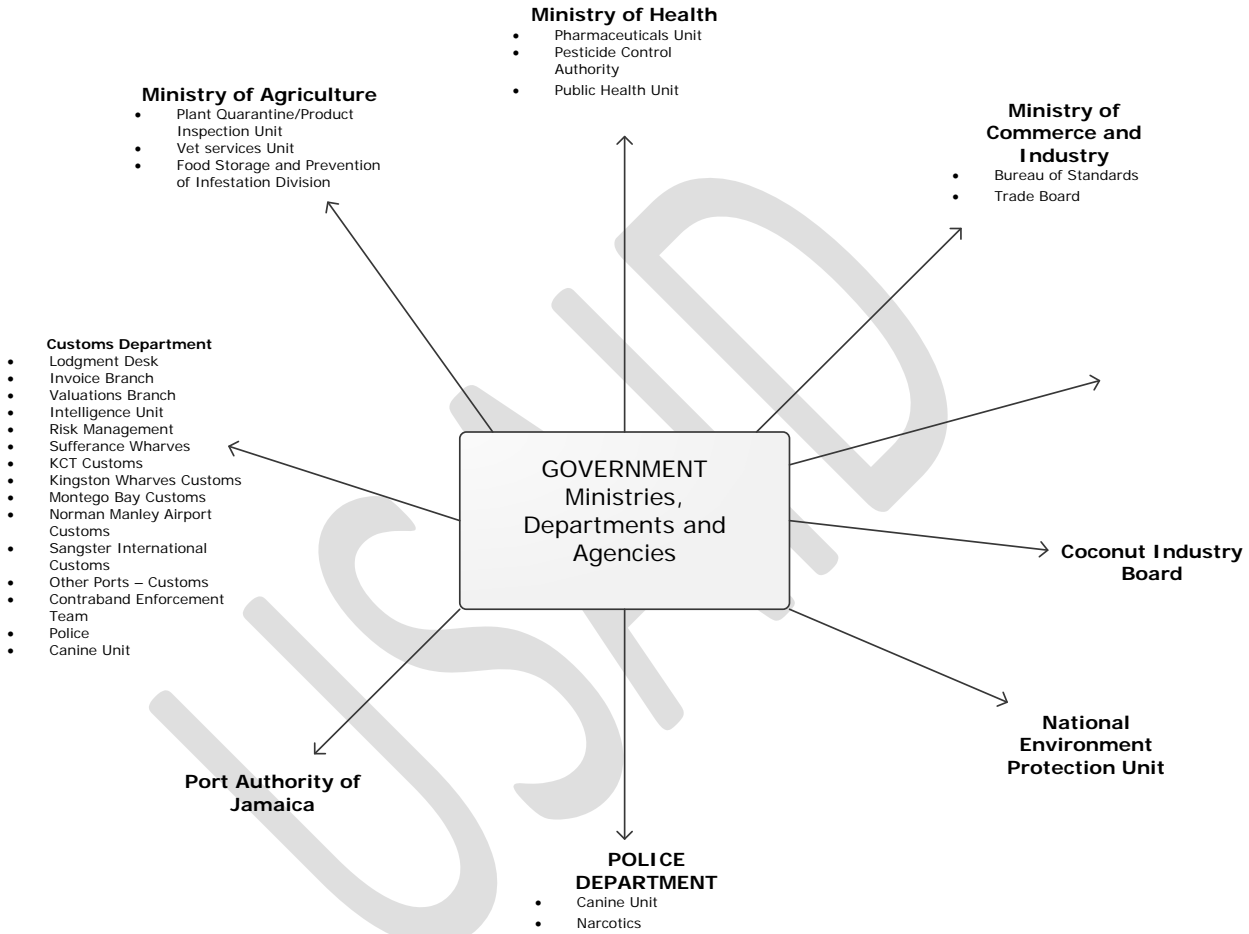 Ministry of Health
• Pharmaceuticals Unit
• Pesticide Control
Authority
• Public Health Unit
Ministry of Agriculture
• Plant Quarantine/Product
Inspection Unit
• Vet services Unit
• Food Storage and Prevention
of Infestation Division
Ministry of
Commerce and
Industry
• Bureau of Standards
• Trade Board
Customs Department
• Lodgment Desk
• Invoice Branch
• Valuations Branch
• Intelligence Unit
• Risk Management
• Sufferance Wharves
• KCT Customs
• Kingston Wharves Customs
• Montego Bay Customs
• Norman Manley Airport
Customs
• Sangster International
Customs
• Other Ports – Customs
• Contraband Enforcement
Team
• Police
• Canine Unit
GOVERNMENT
Ministries,
Departments and
Agencies
Coconut Industry
Board
National
Environment
Protection Unit
Port Authority of
Jamaica
POLICE
DEPARTMENT
• Canine Unit
• Narcotics
USAID